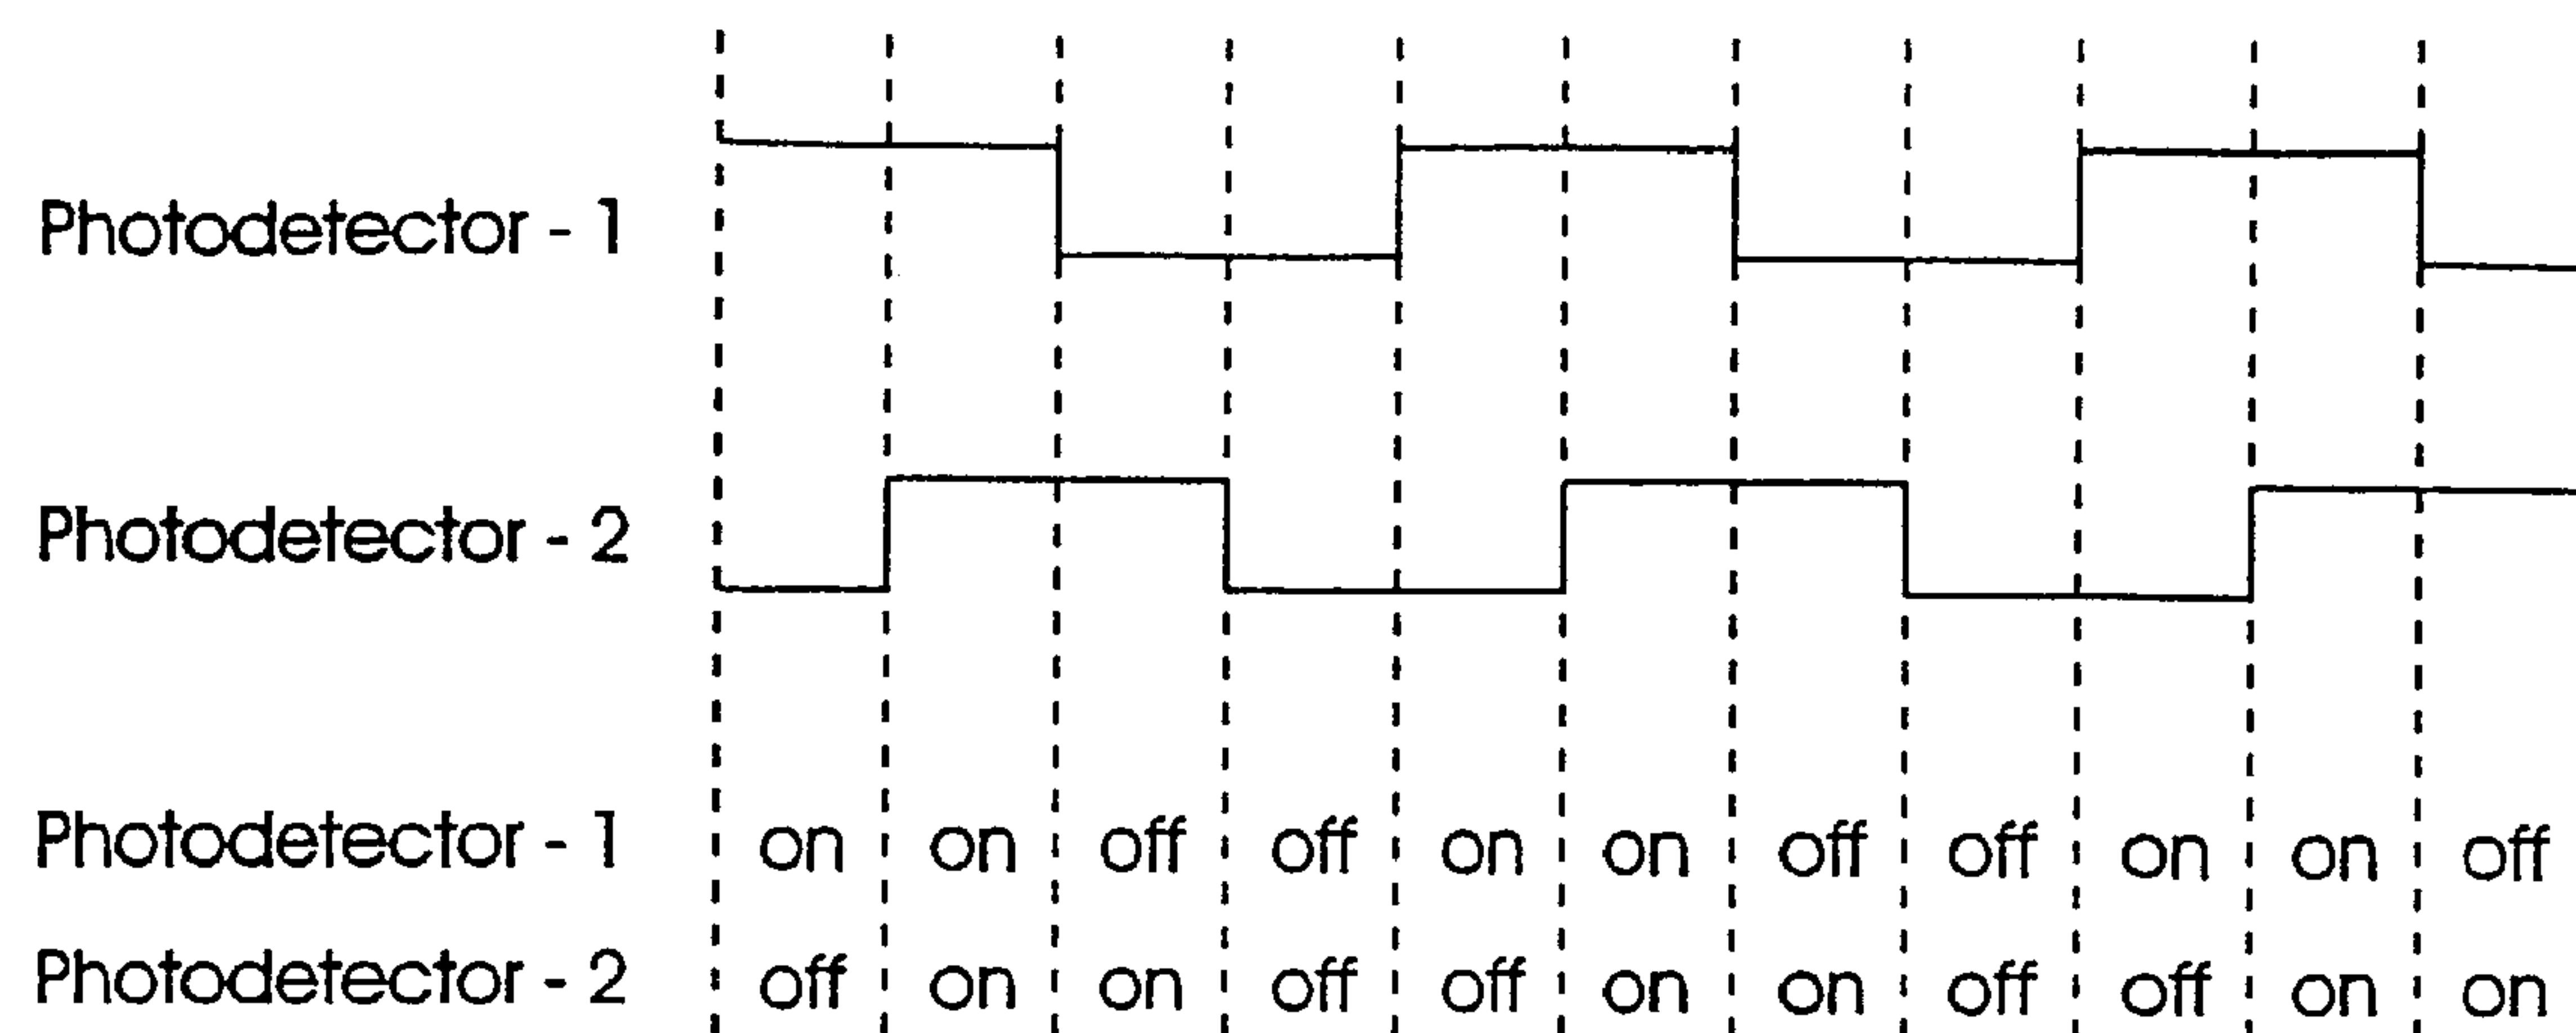 Photodetector - 1
Photodetector - 2
Photodetector - 1 on on off off on on off off on on off
Photodetector - 2 off on on off off on on off off on on